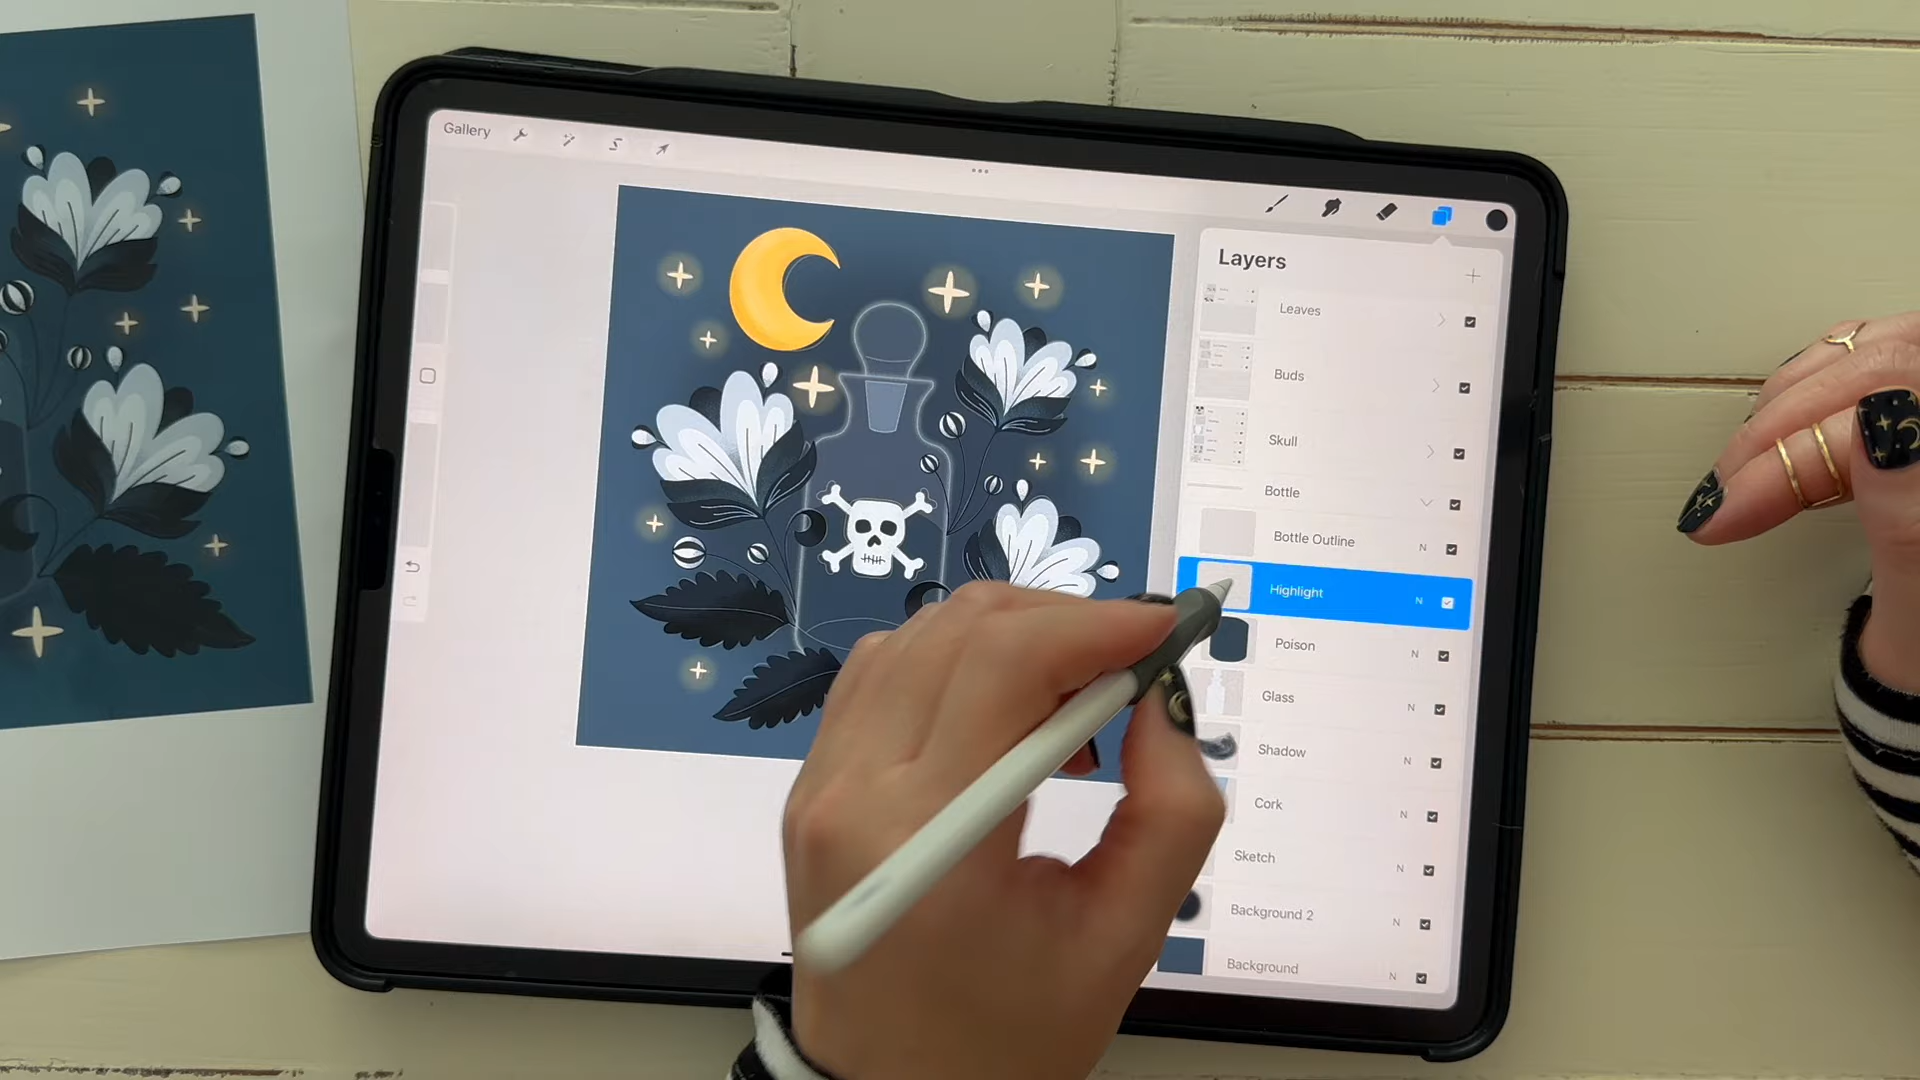 Gallery
Layers
Leaves
Buds
Skull
Bottle
Bottle Outline N
Highlight N
Poison N
Glass N
Shadow N
Cork N
Sketch N
Background 2 N
Background N